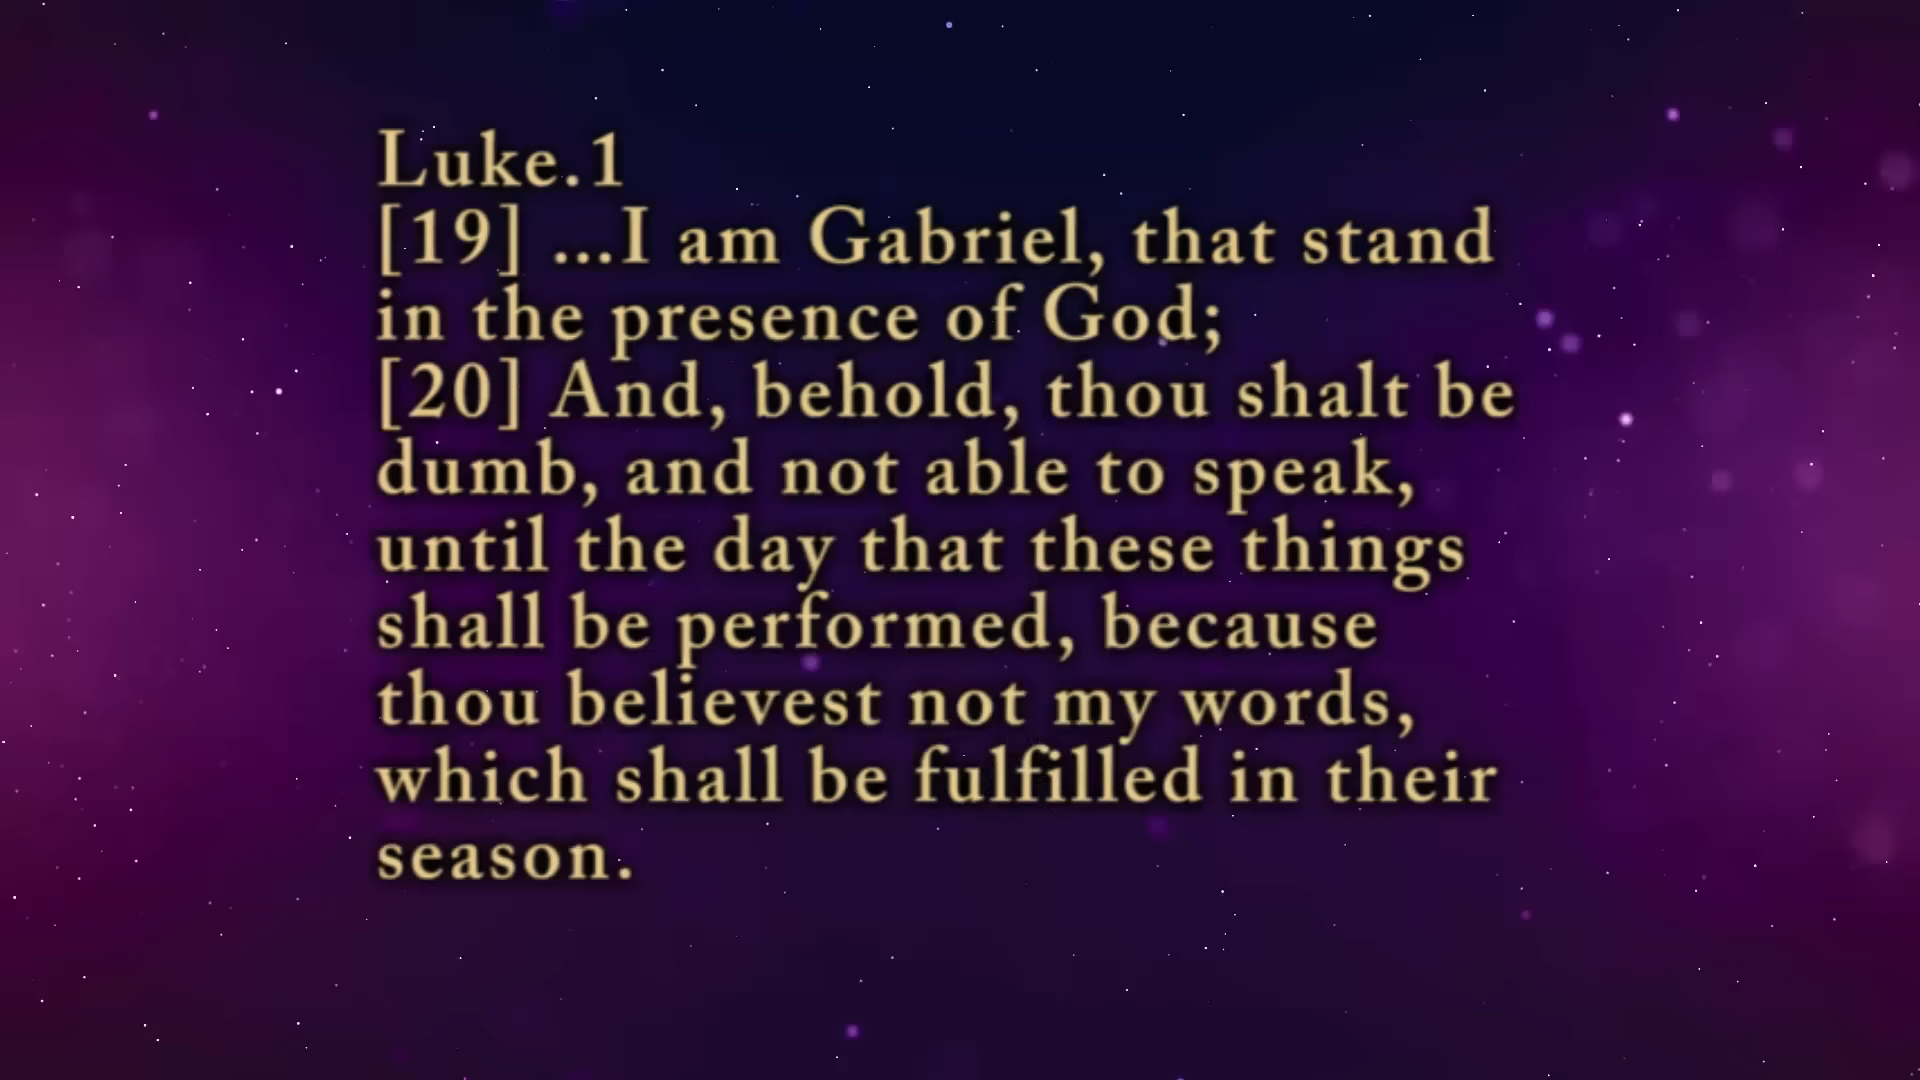 Luke.1
[19] ...I am Gabriel, that stand
in the presence of God;
[20] And, behold, thou shalt be
dumb, and not able to speak,
until the day that these things
shall be performed, because
thou believest not my words,
which shall be fulfilled in their
season.